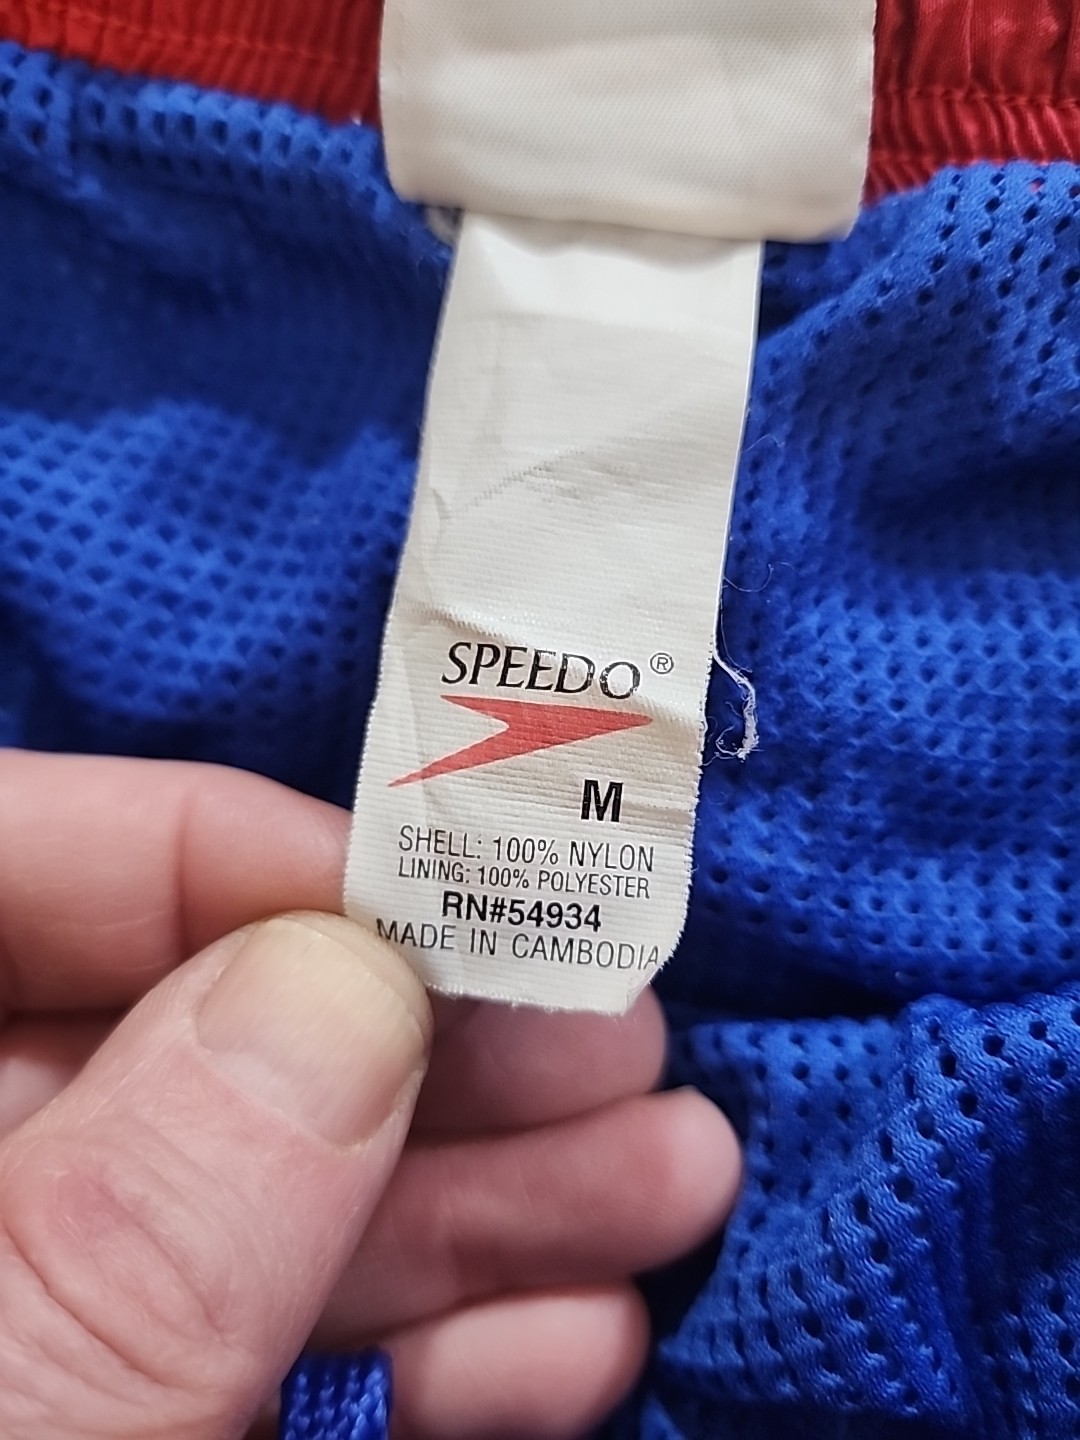 SPEEDO®
M
SHELL: 100% NYLON
LINING: 100% POLYESTER
RN#54934
MADE IN CAMBODIA